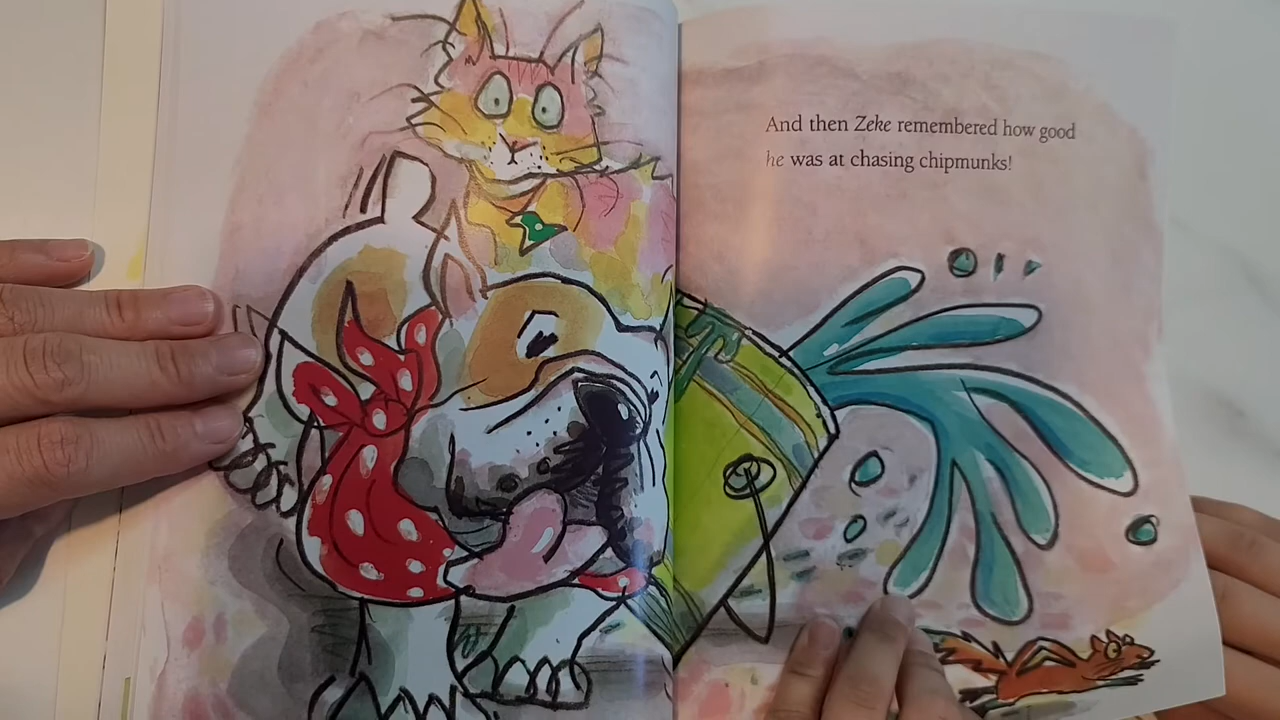 And then Zeke remembered how good
he was at chasing chipmunks!